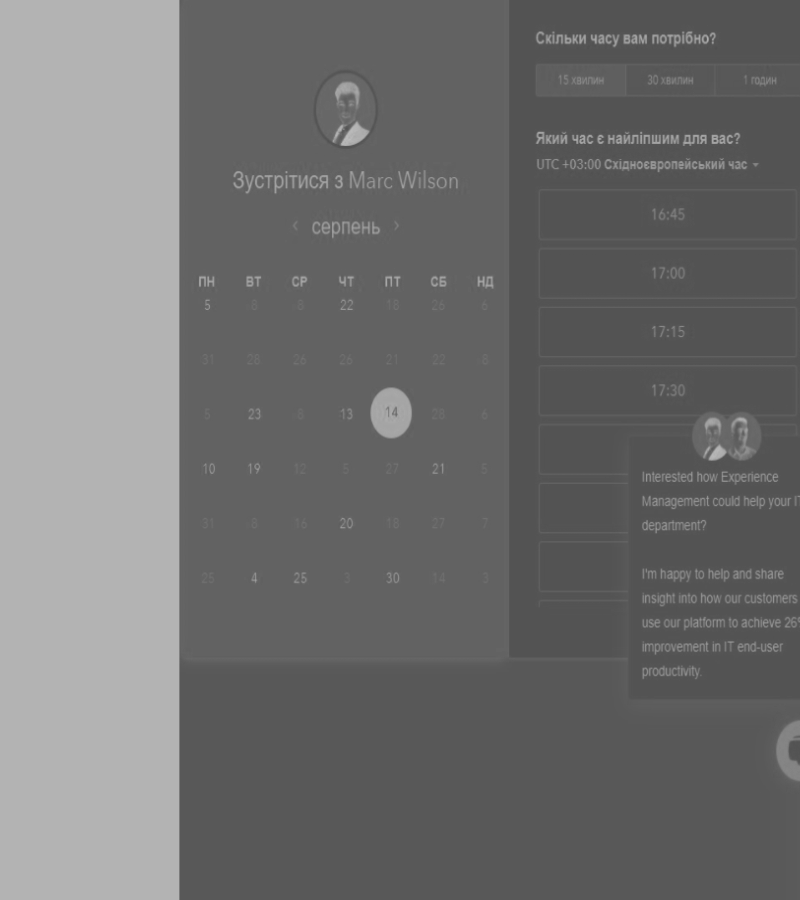 Зустрітися з Marc Wilson
серпень
ПН ВТ СР ЧТ ПТ СБ НД
5 8 8 22 18 26 6
31 28 26 26 21 22 8
5 23 8 13 14 28 6
10 19 12 5 27 21 5
31 8 16 20 18 27 7
25 4 25 3 30 14 3
Скільки часу вам потрібно?
15 хвилин 30 хвилин 1 годин
Який час є найліпшим для вас?
UTC +03:00 Східноєвропейський час
16:45
17:00
17:15
17:30
Interested how Experience
Management could help your IT
department?
I'm happy to help and share
insight into how our customers
use our platform to achieve 26%
improvement in IT end-user
productivity.